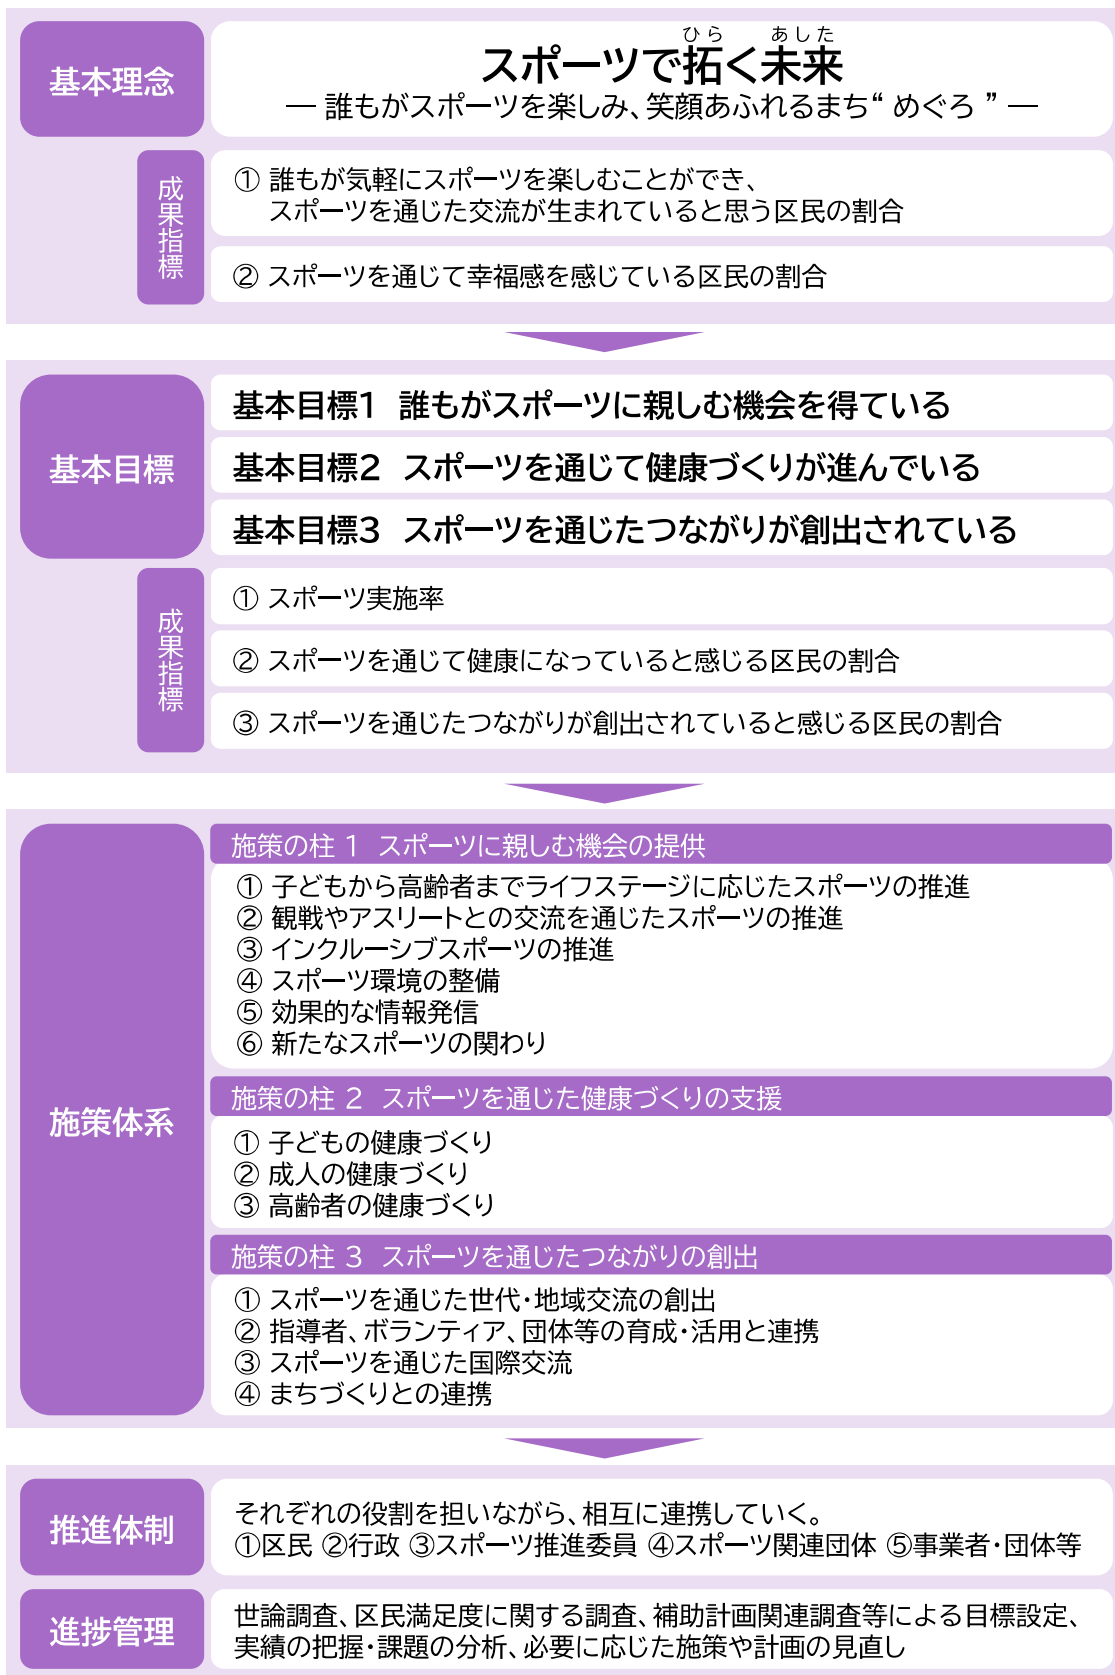 基本理念
ひら あした
スポーツで拓く未来
― 誰もがスポーツを楽しみ、笑顔あふれるまち“ めぐろ ” ―
成果指標
① 誰もが気軽にスポーツを楽しむことができ、
スポーツを通じた交流が生まれていると思う区民の割合
② スポーツを通じて幸福感を感じている区民の割合
基本目標
基本目標1 誰もがスポーツに親しむ機会を得ている
基本目標2 スポーツを通じて健康づくりが進んでいる
基本目標3 スポーツを通じたつながりが創出されている
成果指標
① スポーツ実施率
② スポーツを通じて健康になっていると感じる区民の割合
③ スポーツを通じたつながりが創出されていると感じる区民の割合
施策体系
施策の柱 1 スポーツに親しむ機会の提供
① 子どもから高齢者までライフステージに応じたスポーツの推進
② 観戦やアスリートとの交流を通じたスポーツの推進
③ インクルーシブスポーツの推進
④ スポーツ環境の整備
⑤ 効果的な情報発信
⑥ 新たなスポーツの関わり
施策の柱 2 スポーツを通じた健康づくりの支援
① 子どもの健康づくり
② 成人の健康づくり
③ 高齢者の健康づくり
施策の柱 3 スポーツを通じたつながりの創出
① スポーツを通じた世代・地域交流の創出
② 指導者、ボランティア、団体等の育成・活用と連携
③ スポーツを通じた国際交流
④ まちづくりとの連携
推進体制
それぞれの役割を担いながら、相互に連携していく。
①区民 ②行政 ③スポーツ推進委員 ④スポーツ関連団体 ⑤事業者・団体等
進捗管理
世論調査、区民満足度に関する調査、補助計画関連調査等による目標設定、
実績の把握・課題の分析、必要に応じた施策や計画の見直し